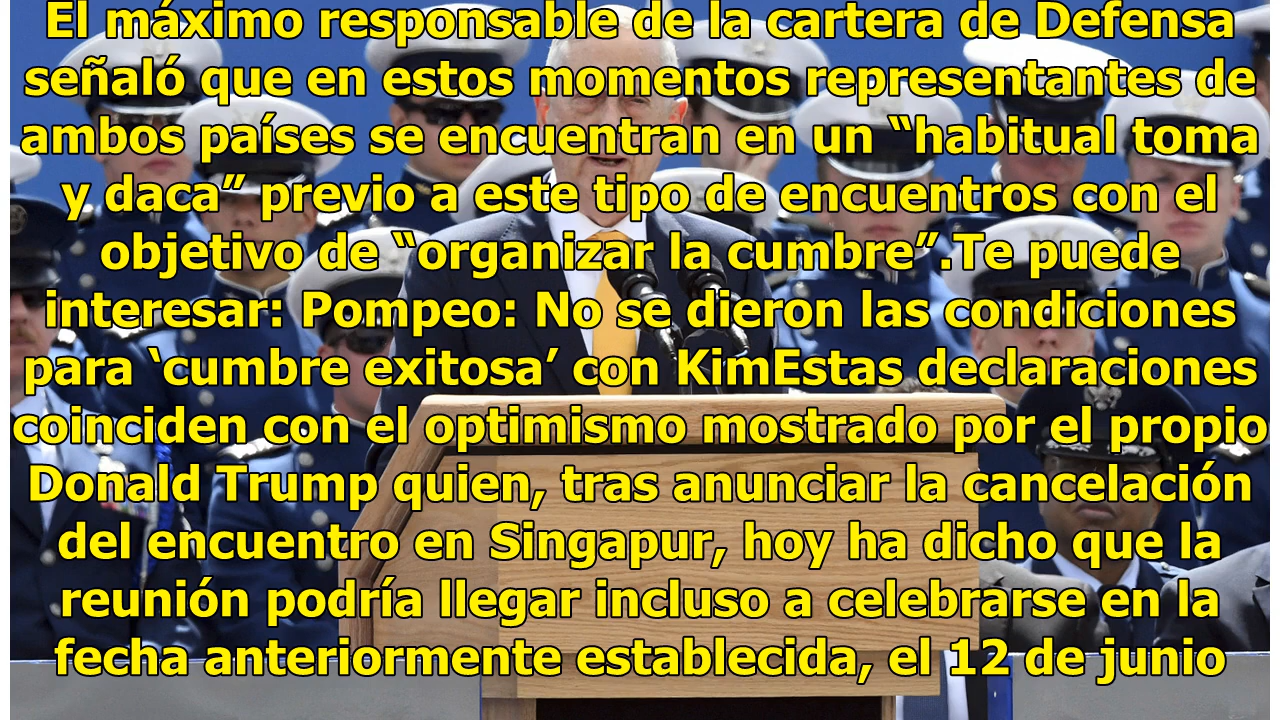 El máximo responsable de la cartera de Defensa
señaló que en estos momentos representantes de
ambos países se encuentran en un “habitual toma
y daca” previo a este tipo de encuentros con el
objetivo de “organizar la cumbre”.Te puede
interesar: Pompeo: No se dieron las condiciones
para ‘cumbre exitosa’ con KimEstas declaraciones
coinciden con el optimismo mostrado por el propio
Donald Trump quien, tras anunciar la cancelación
del encuentro en Singapur, hoy ha dicho que la
reunión podría llegar incluso a celebrarse en la
fecha anteriormente establecida, el 12 de junio